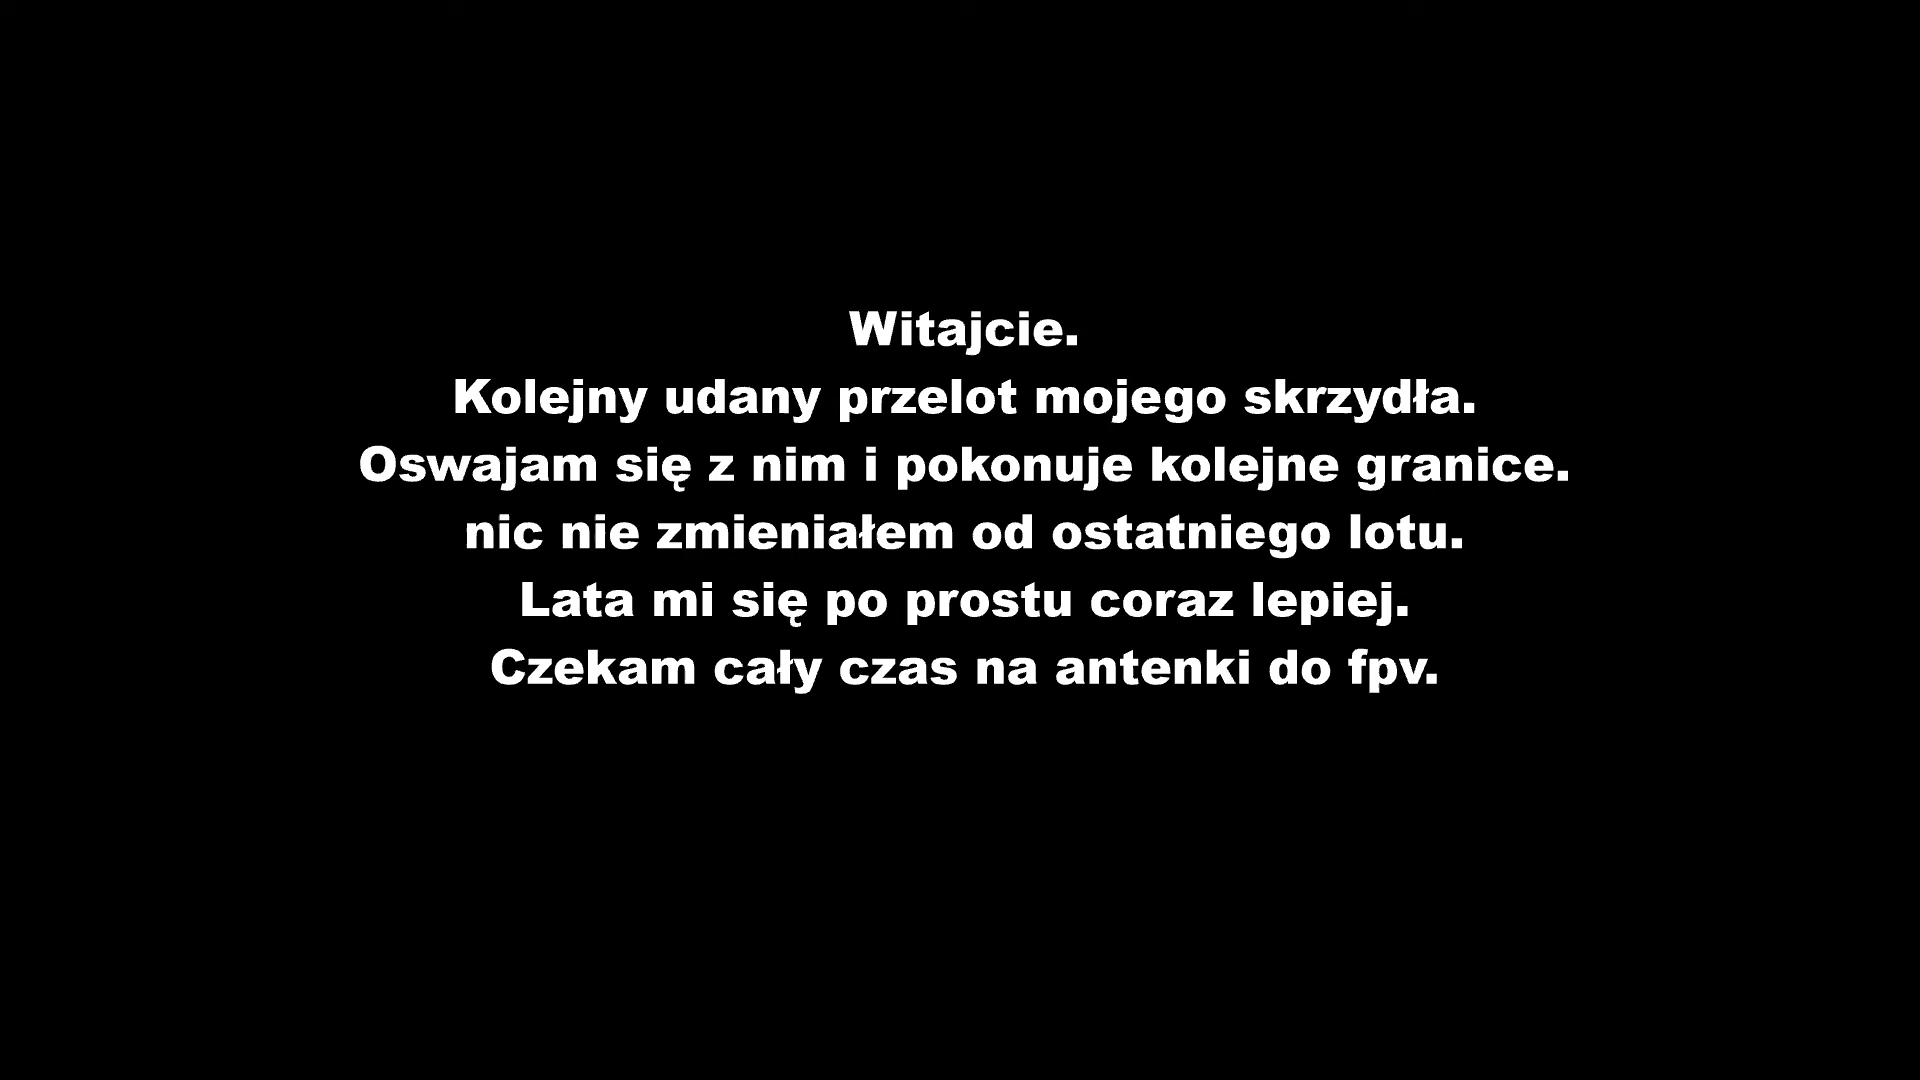 Witajcie.
Kolejny udany przelot mojego skrzydła.
Oswajam się z nim i pokonuje kolejne granice.
nic nie zmieniałem od ostatniego lotu.
Lata mi się po prostu coraz lepiej.
Czekam cały czas na antenki do fpv.